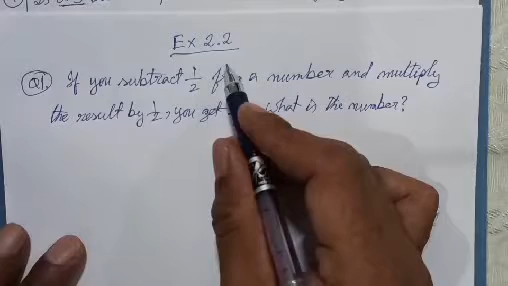 Ex 2.2
Q1. If you subtract 1/2 a number and multiply
the result by 1/2, you get What is the number?